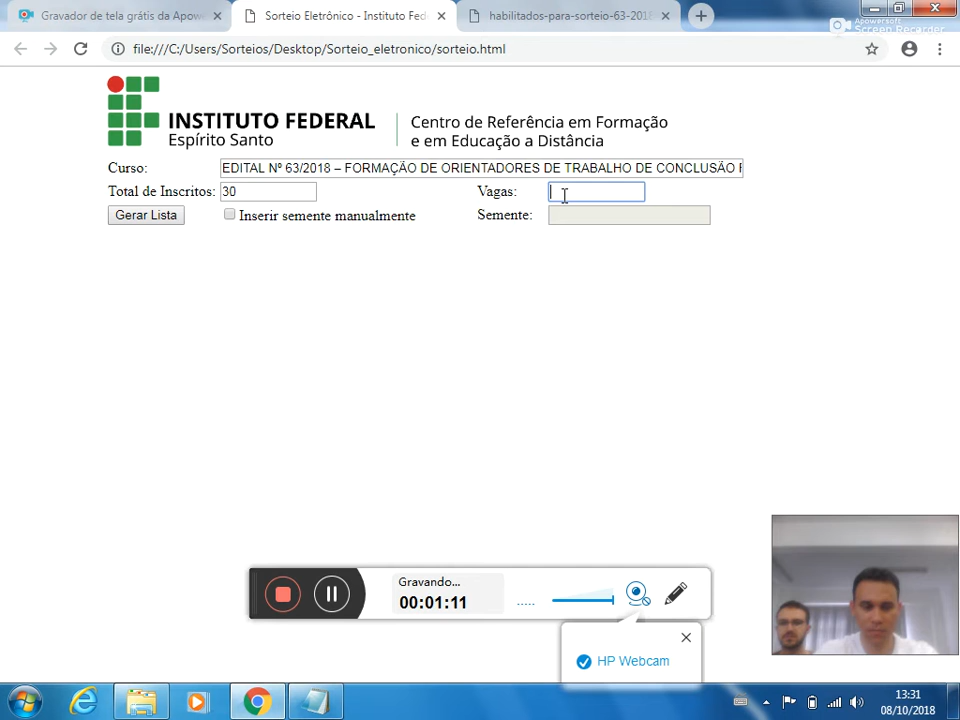 Gravador de tela grátis da Apow
Sorteio Eletrônico - Instituto Fed
habilitados-para-sorteio-63-2018
Apowersoft
Screen Recorder
file:///C:/Users/Sorteios/Desktop/Sorteio_eletronico/sorteio.html
INSTITUTO FEDERAL
Espírito Santo
Centro de Referência em Formação
e em Educação a Distância
Curso: EDITAL Nº 63/2018 – FORMAÇÃO DE ORIENTADORES DE TRABALHO DE CONCLUSÃO
Total de Inscritos: 30 Vagas:
Gerar Lista Inserir semente manualmente Semente:
Gravando...
00:01:11
HP Webcam
13:31
08/10/2018